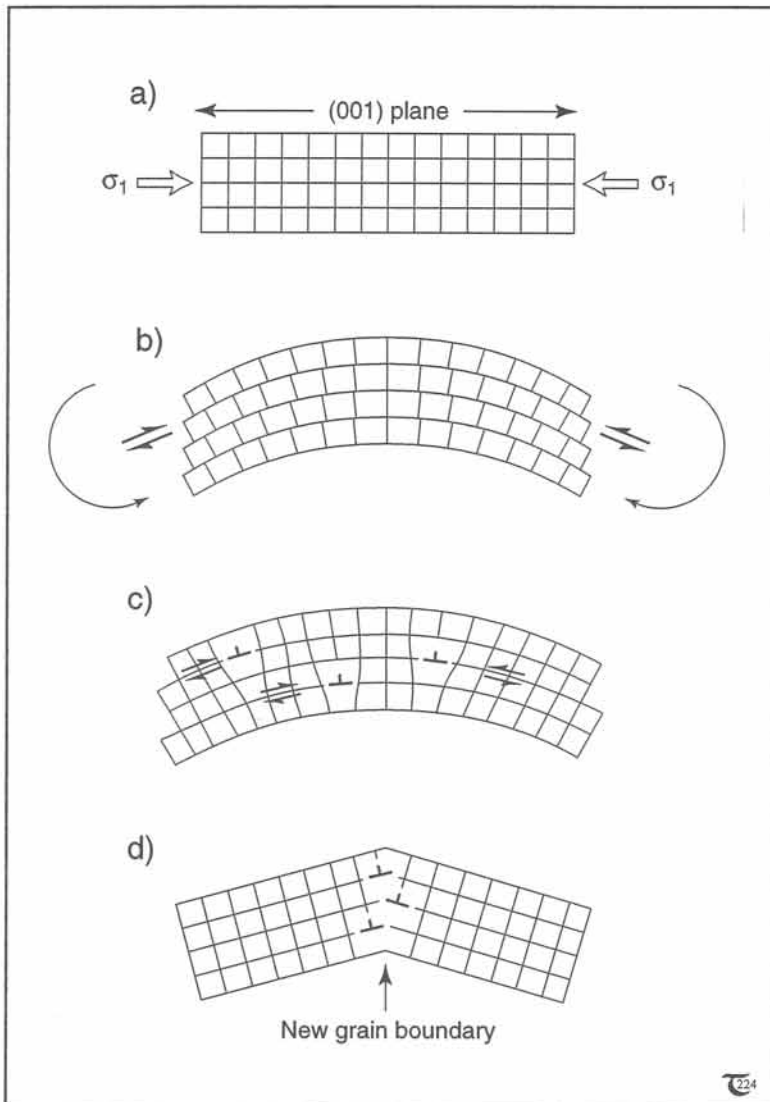 a)
(001) plane
σ₁ σ₁
b)
c)
d)
New grain boundary
224